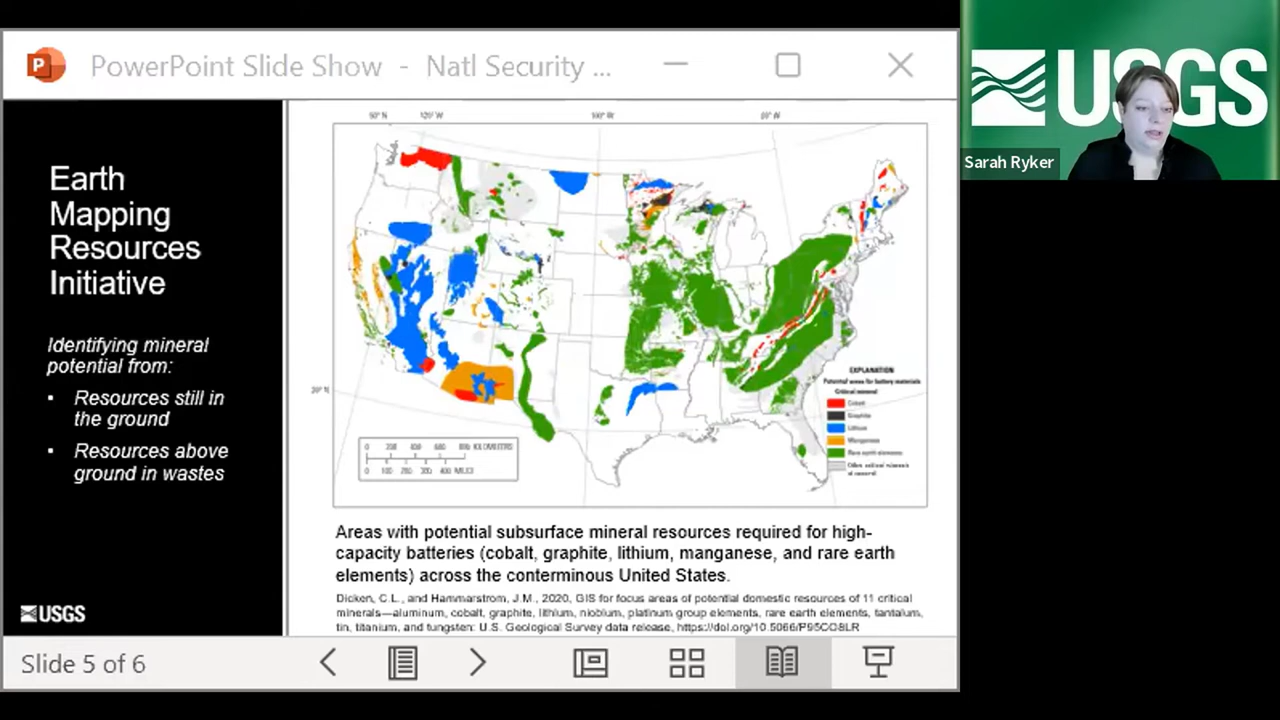 PowerPoint Slide Show - Natl Security ...
USGS
Sarah Ryker
Earth
Mapping
Resources
Initiative
Identifying mineral
potential from:
• Resources still in
the ground
• Resources above
ground in wastes
USGS
EXPLANATION
Potential areas for battery materials
Critical mineral
Cobalt
Graphite
Lithium
Manganese
Rare earth elements
KILOMETERS
Areas with potential subsurface mineral resources required for high-
capacity batteries (cobalt, graphite, lithium, manganese, and rare earth
elements) across the conterminous United States.
Dicken, C.L., and Hammarstrom, J.M., 2020, GIS for focus areas of potential domestic resources of 11 critical
minerals—aluminum, cobalt, graphite, lithium, niobium, platinum group elements, rare earth elements, tantalum,
tin, titanium, and tungsten: U.S. Geological Survey data release, https://doi.org/10.5066/P95CO8LR
Slide 5 of 6